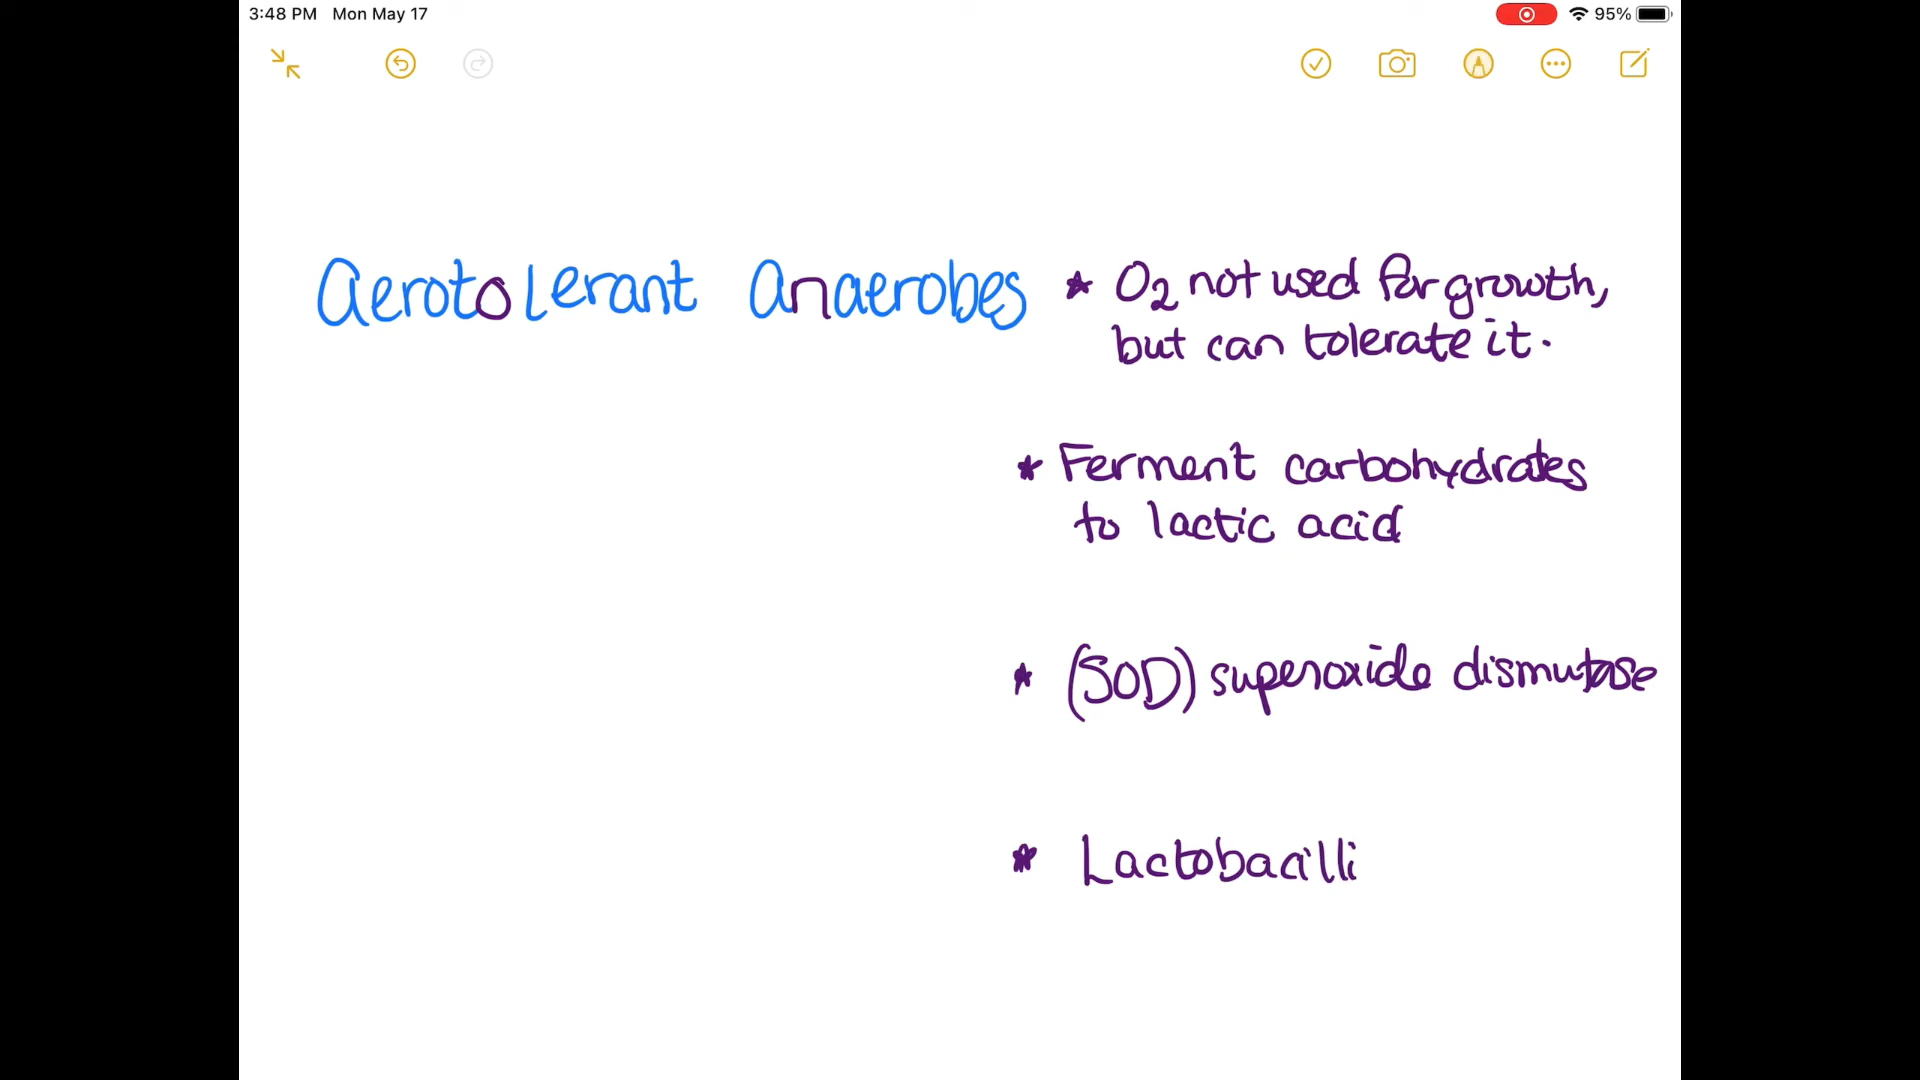 3:48 PM Mon May 17
95%
Aerotolerant Anaerobes
* O2 not used for growth,
but can tolerate it.
* Ferment carbohydrates
to lactic acid
* (SOD) superoxide dismutase
* Lactobacilli